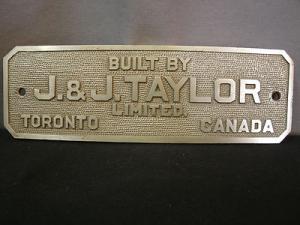 BUILT BY
J. & J. TAYLOR
LIMITED.
TORONTO CANADA